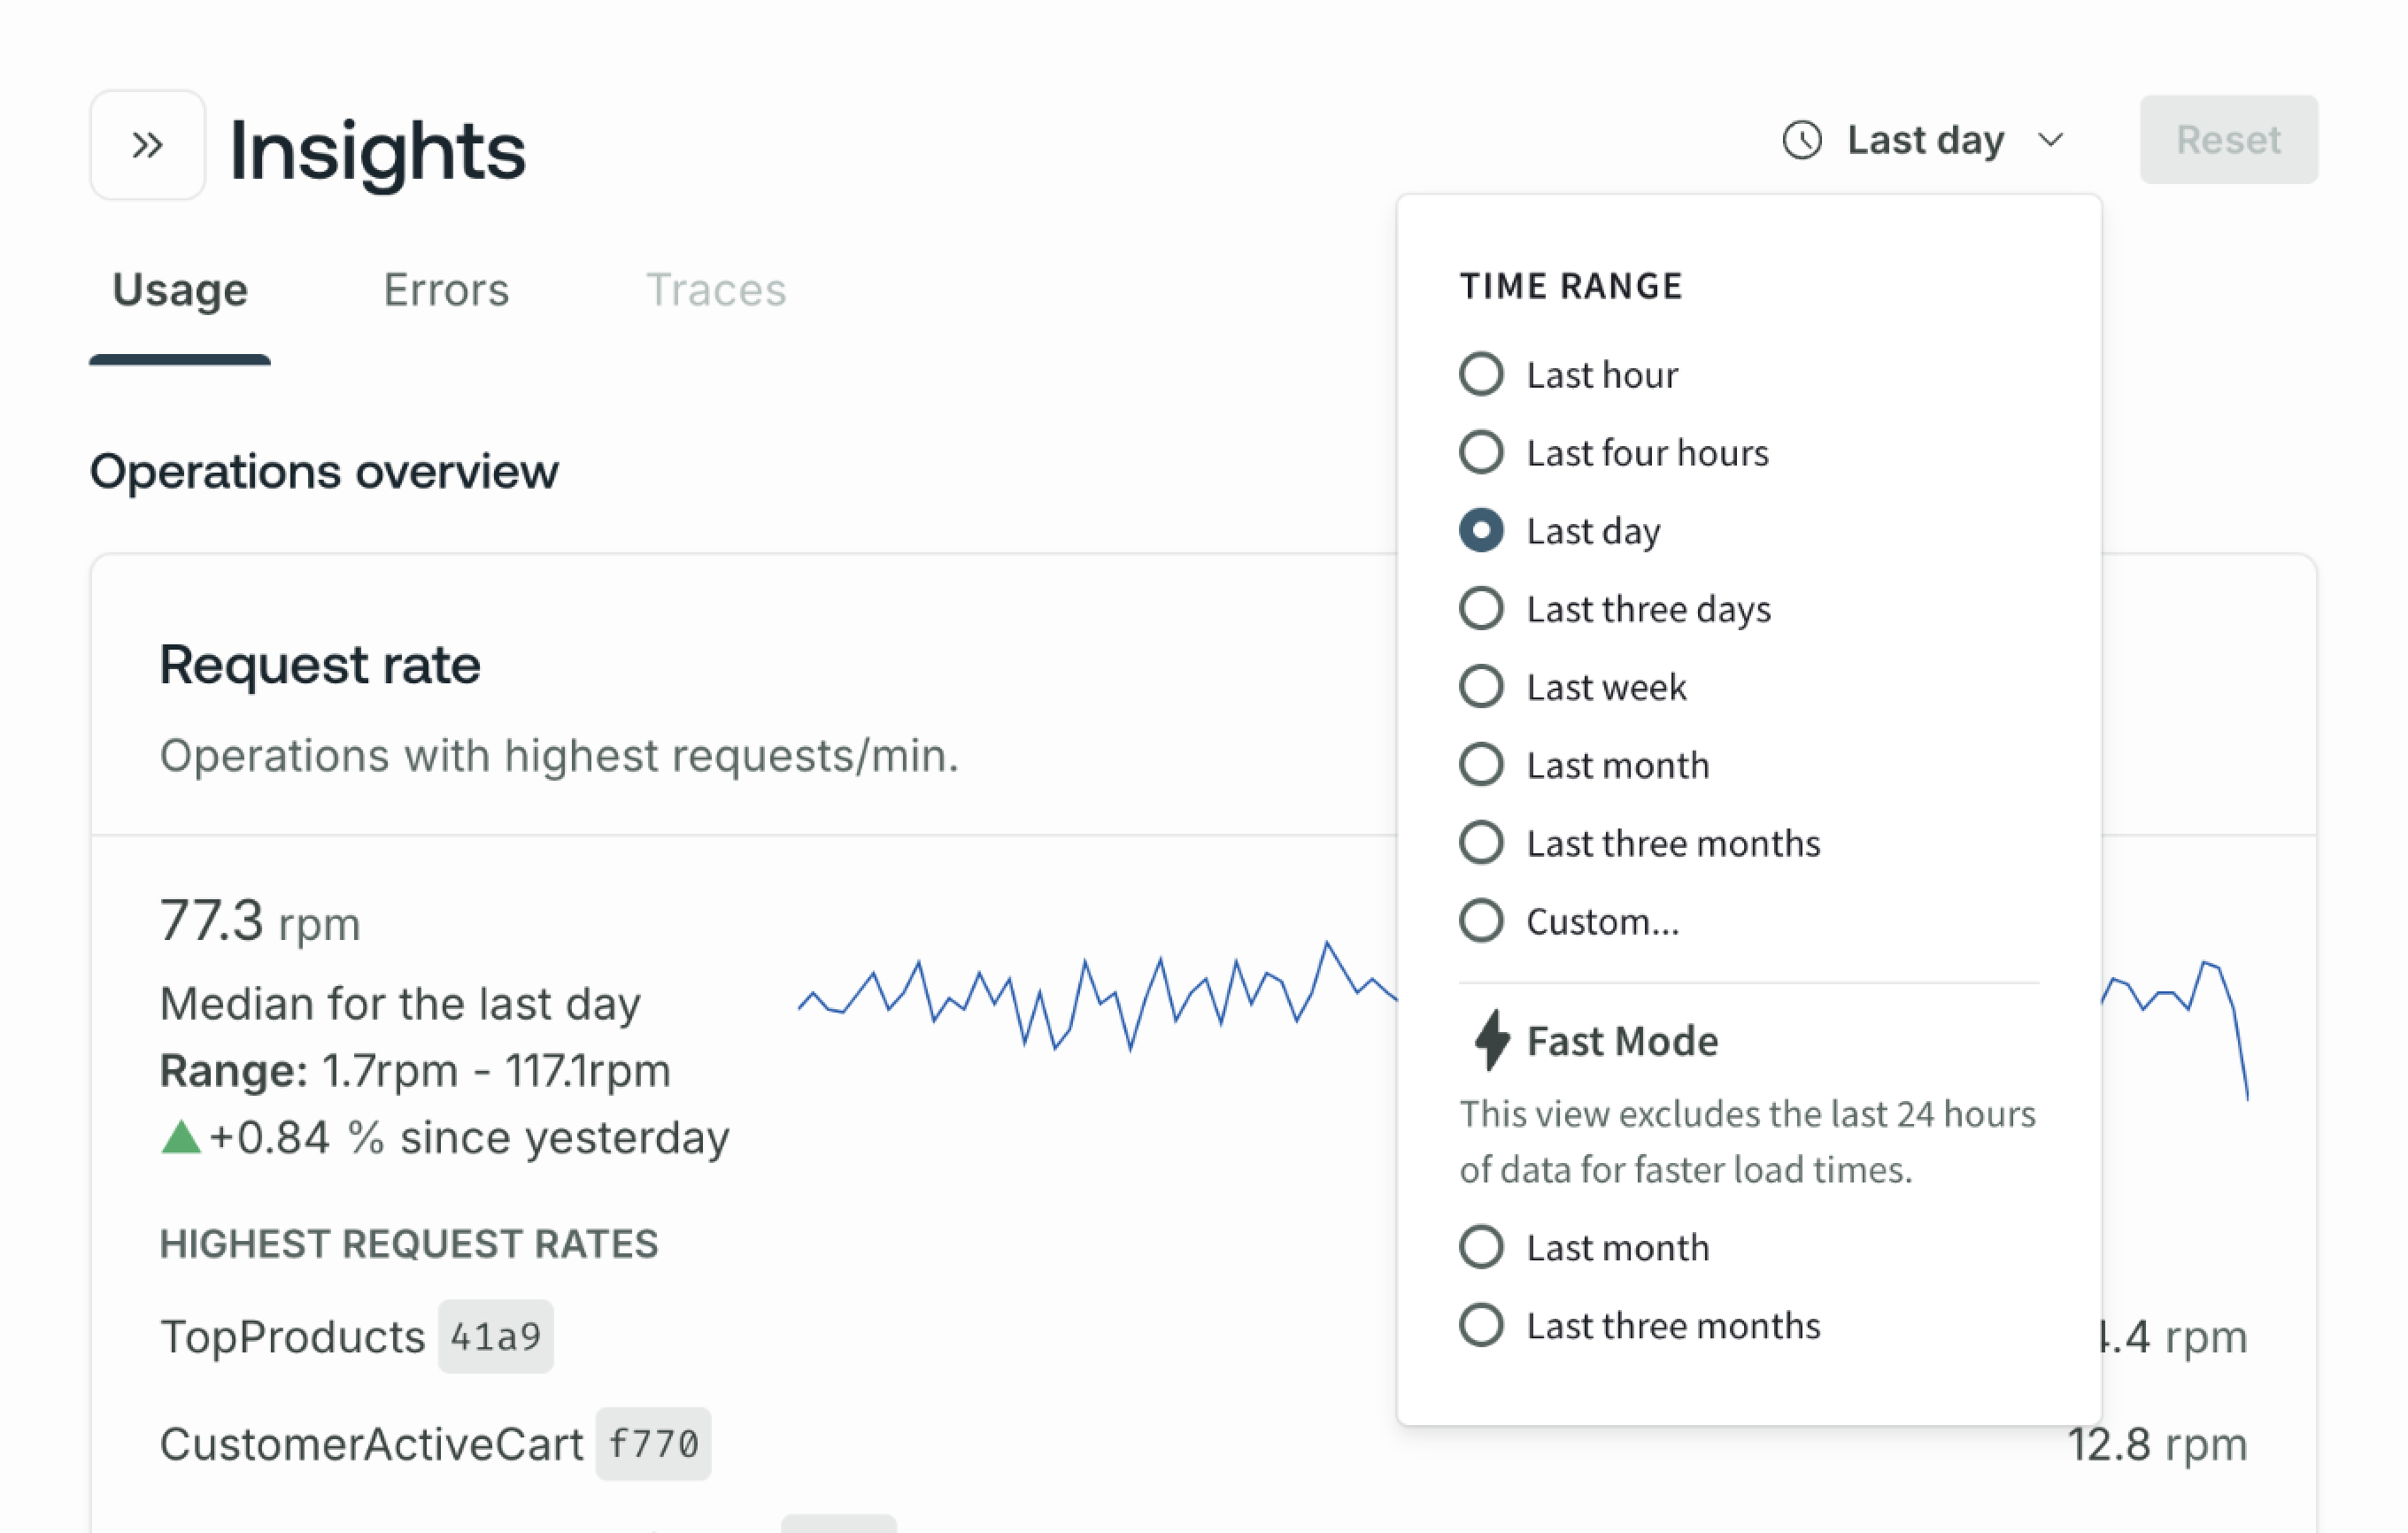 Insights
Last day
Reset
Usage
Errors
Traces
Operations overview
Request rate
Operations with highest requests/min.
77.3 rpm
Median for the last day
Range: 1.7rpm - 117.1rpm
+0.84 % since yesterday
HIGHEST REQUEST RATES
TopProducts 41a9
.4 rpm
CustomerActiveCart f770
12.8 rpm
TIME RANGE
Last hour
Last four hours
Last day
Last three days
Last week
Last month
Last three months
Custom...
Fast Mode
This view excludes the last 24 hours
of data for faster load times.
Last month
Last three months